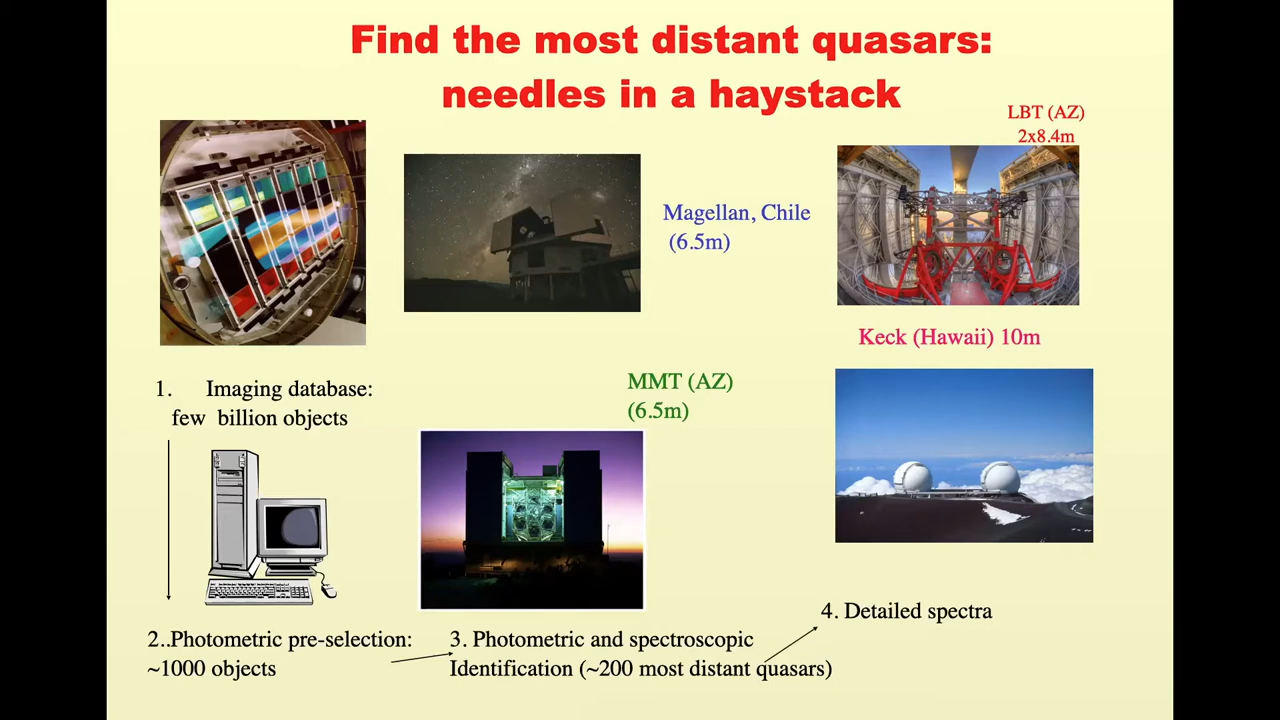 Find the most distant quasars:
needles in a haystack
LBT (AZ)
2x8.4m
Magellan, Chile
(6.5m)
Keck (Hawaii) 10m
1. Imaging database:
few billion objects
MMT (AZ)
(6.5m)
4. Detailed spectra
2..Photometric pre-selection:
~1000 objects
3. Photometric and spectroscopic
Identification (~200 most distant quasars)